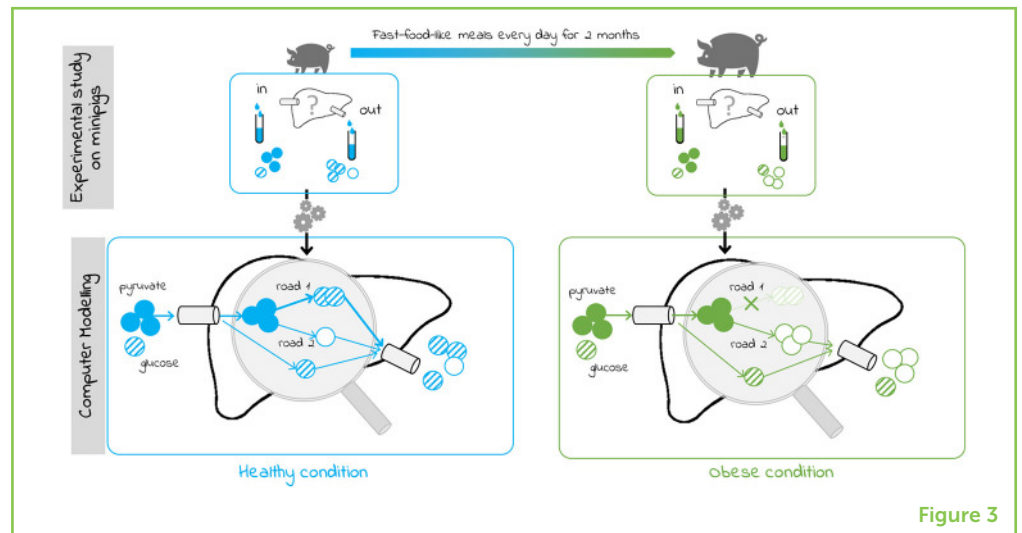 Fast-food-like meals every day for 2 months
Experimental study
on minipigs
in
?
out
in
?
out
Computer Modelling
pyruvate
glucose
road 1
road 2
pyruvate
glucose
road 1
road 2
Healthy condition
Obese condition
Figure 3